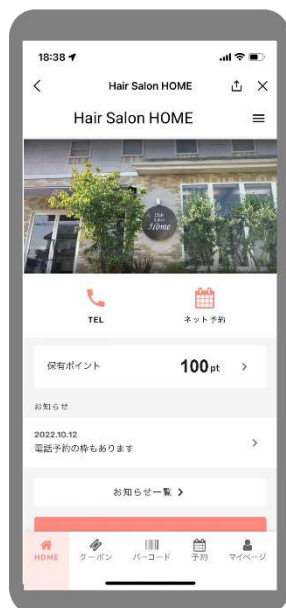 18:38
Hair Salon HOME
Hair Salon HOME
Hair
Salon
Home
TEL
ネット予約
保有ポイント
100pt
お知らせ
2022.10.12
電話予約の枠もあります
お知らせ一覧
HOME
クーポン
バーコード
予約
マイページ